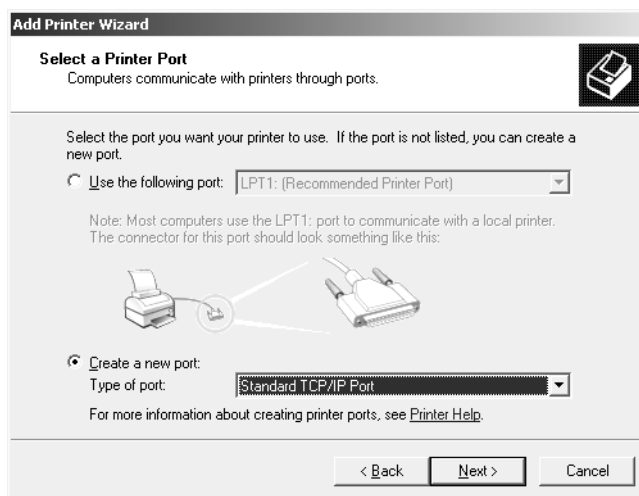 Add Printer Wizard
Select a Printer Port
Computers communicate with printers through ports.
Select the port you want your printer to use. If the port is not listed, you can create a
new port.
Use the following port: LPT1: (Recommended Printer Port)
Note: Most computers use the LPT1: port to communicate with a local printer.
The connector for this port should look something like this:
Create a new port:
Type of port: Standard TCP/IP Port
For more information about creating printer ports, see Printer Help.
< Back Next > Cancel